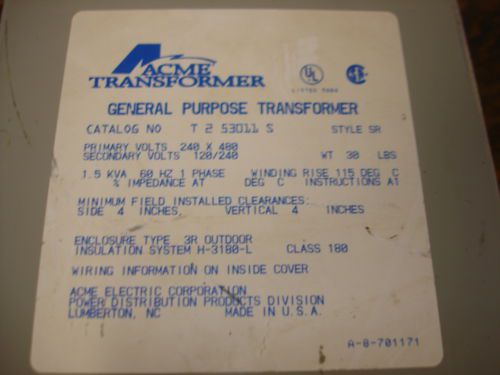 ACME
TRANSFORMER
UL
LISTED
GENERAL PURPOSE TRANSFORMER
CATALOG NO T 2 53011 S STYLE SR
PRIMARY VOLTS 240 X 480
SECONDARY VOLTS 120/240 WT 30 LBS
1.5 KVA 60 HZ 1 PHASE WINDING RISE 115 DEG C
% IMPEDANCE AT DEG C INSTRUCTIONS A1
MINIMUM FIELD INSTALLED CLEARANCES:
SIDE 4 INCHES, VERTICAL 4 INCHES
ENCLOSURE TYPE 3R OUTDOOR
INSULATION SYSTEM H-3180-L CLASS 180
WIRING INFORMATION ON INSIDE COVER
ACME ELECTRIC CORPORATION
POWER DISTRIBUTION PRODUCTS DIVISION
LUMBERTON, NC MADE IN U.S.A.
A-8-701171